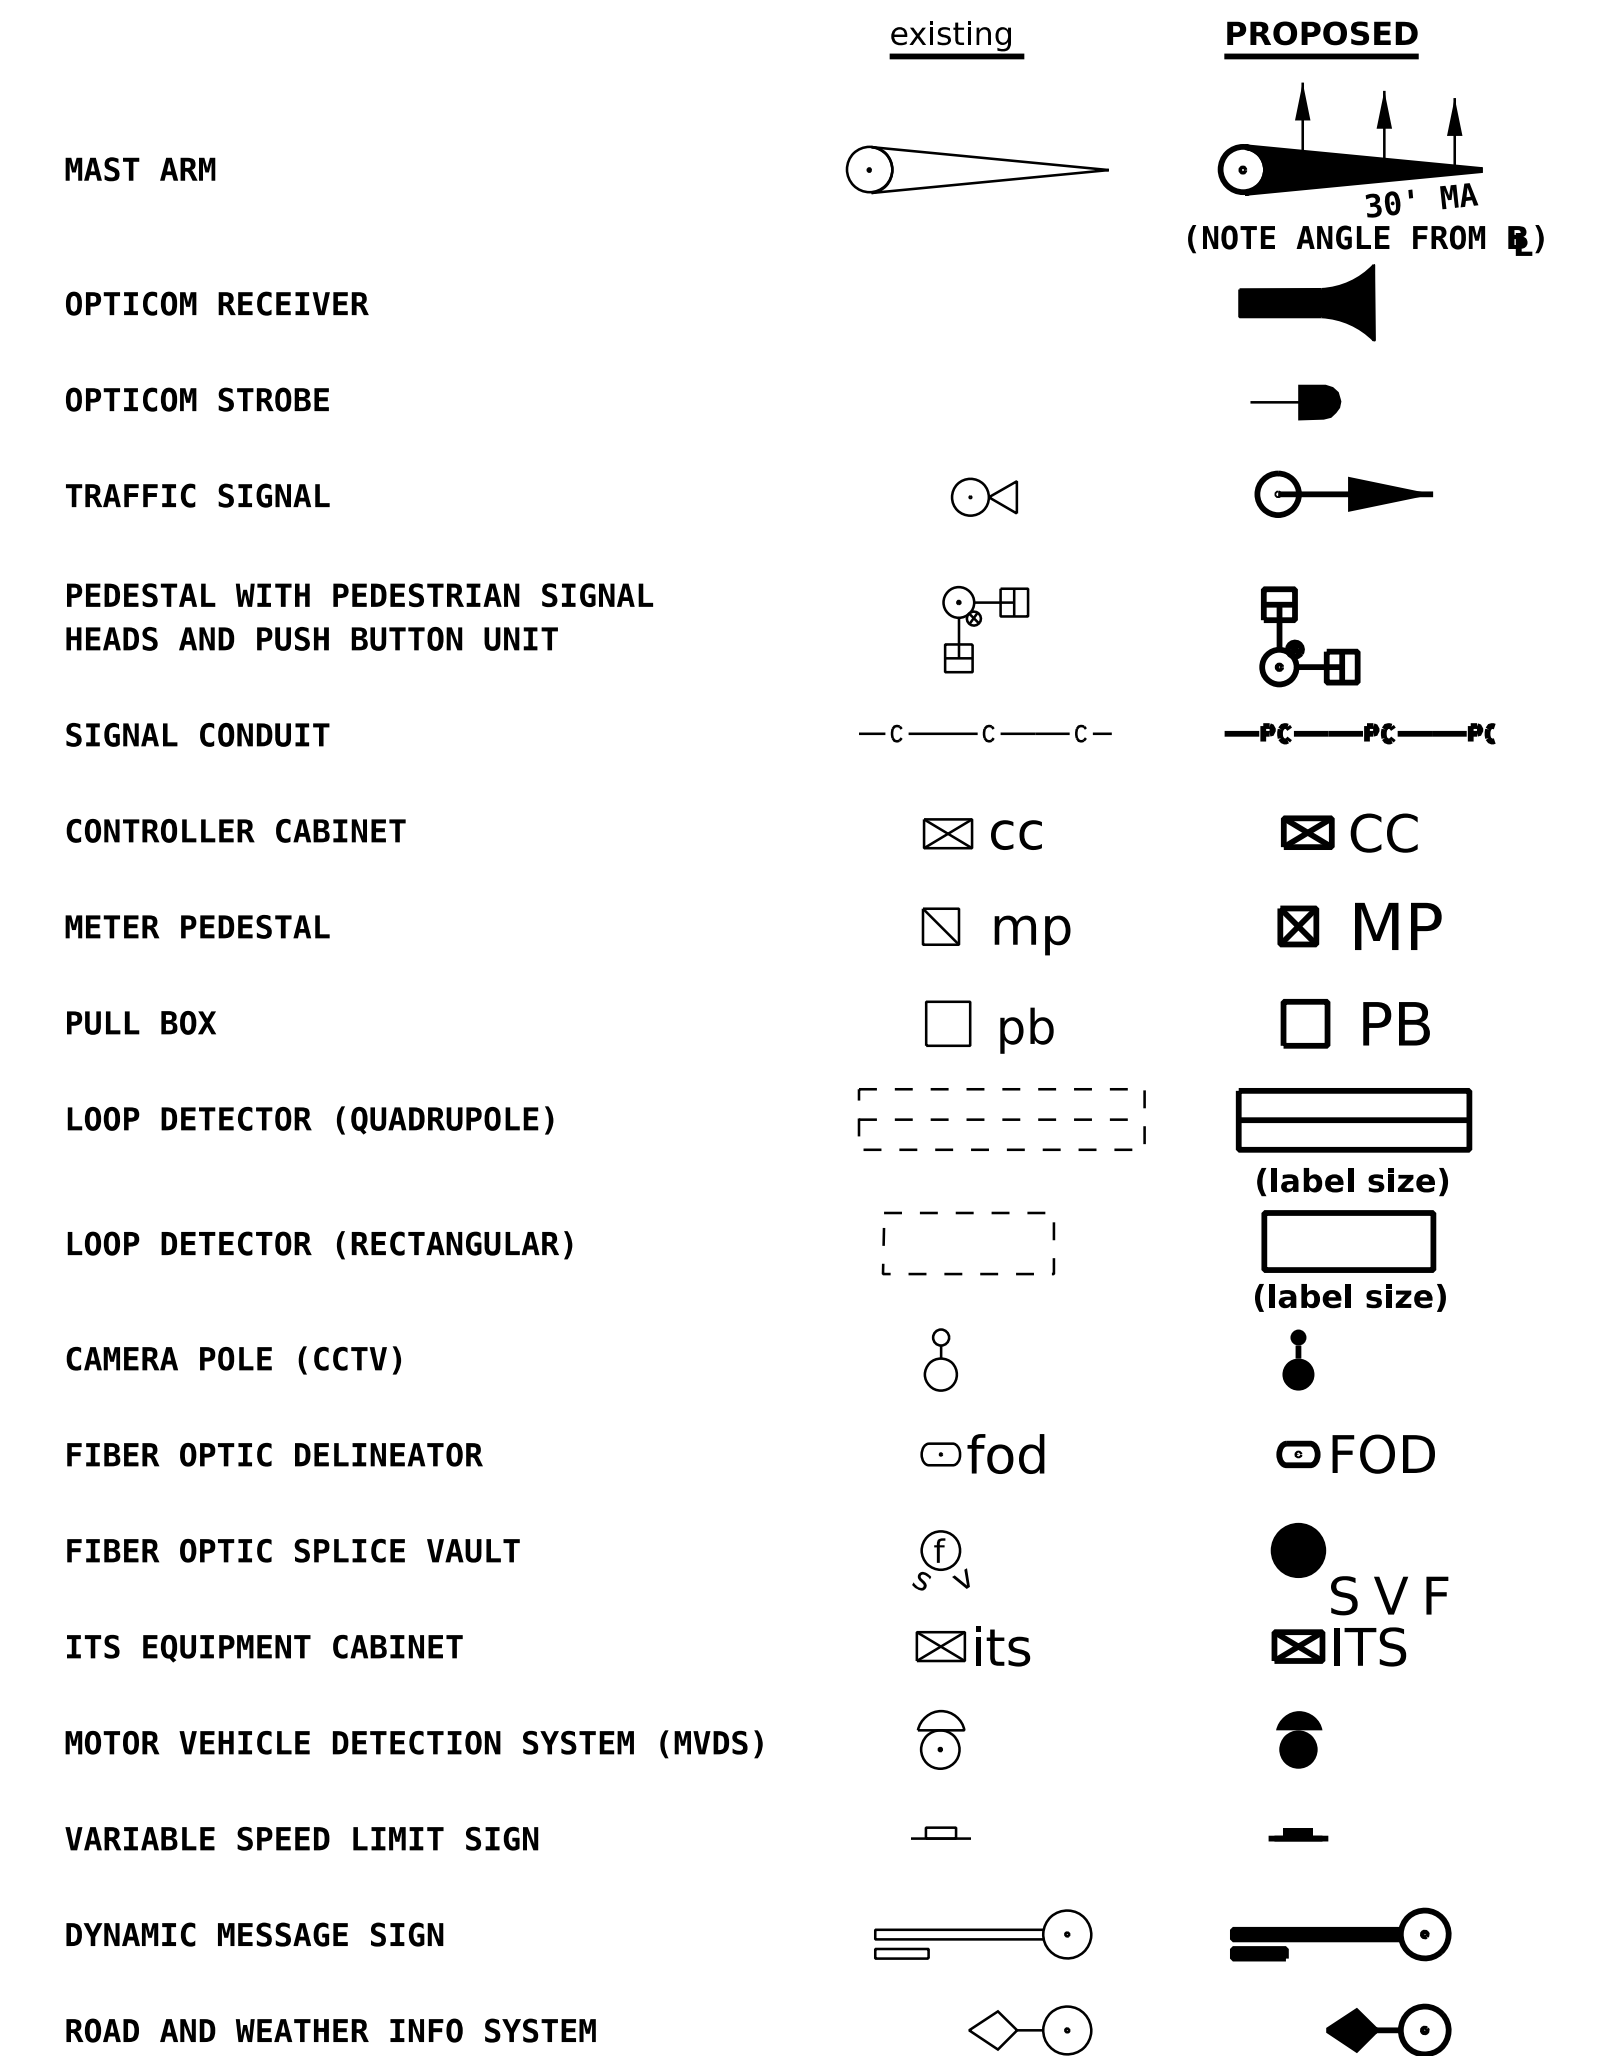 existing PROPOSED
MAST ARM
30' MA
(NOTE ANGLE FROM BL)
OPTICOM RECEIVER
OPTICOM STROBE
TRAFFIC SIGNAL
PEDESTAL WITH PEDESTRIAN SIGNAL
HEADS AND PUSH BUTTON UNIT
SIGNAL CONDUIT C C C PC PC PC
CONTROLLER CABINET cc CC
METER PEDESTAL mp MP
PULL BOX pb PB
LOOP DETECTOR (QUADRUPOLE)
(label size)
LOOP DETECTOR (RECTANGULAR)
(label size)
CAMERA POLE (CCTV)
FIBER OPTIC DELINEATOR fod FOD
FIBER OPTIC SPLICE VAULT f
S V S V F
ITS EQUIPMENT CABINET its ITS
MOTOR VEHICLE DETECTION SYSTEM (MVDS)
VARIABLE SPEED LIMIT SIGN
DYNAMIC MESSAGE SIGN
ROAD AND WEATHER INFO SYSTEM